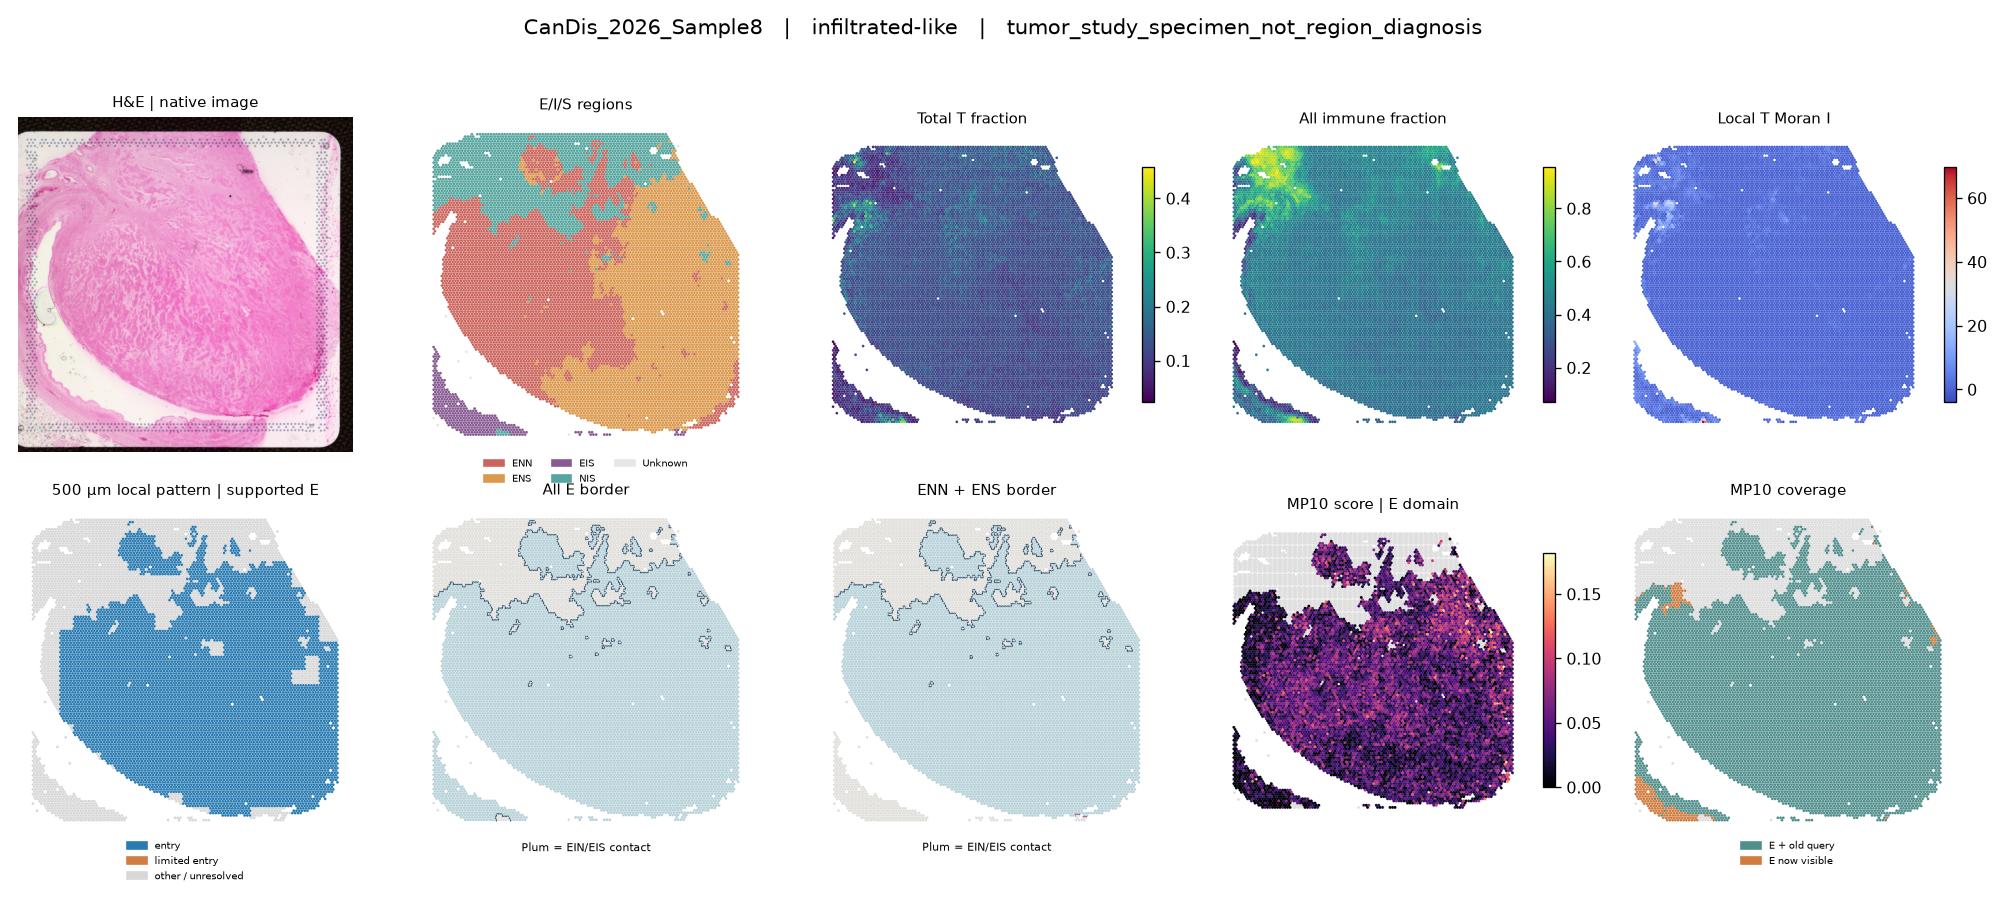 CanDis_2026_Sample8 | infiltrated-like | tumor_study_specimen_not_region_diagnosis
H&E | native image
E/I/S regions
ENN
EIS
Unknown
ENS
NIS
Total T fraction
0.4
0.3
0.2
0.1
All immune fraction
0.8
0.6
0.4
0.2
Local T Moran I
60
40
20
0
500 µm local pattern | supported E
entry
limited entry
other / unresolved
All E border
Plum = EIN/EIS contact
ENN + ENS border
Plum = EIN/EIS contact
MP10 score | E domain
0.15
0.10
0.05
0.00
MP10 coverage
E + old query
E now visible